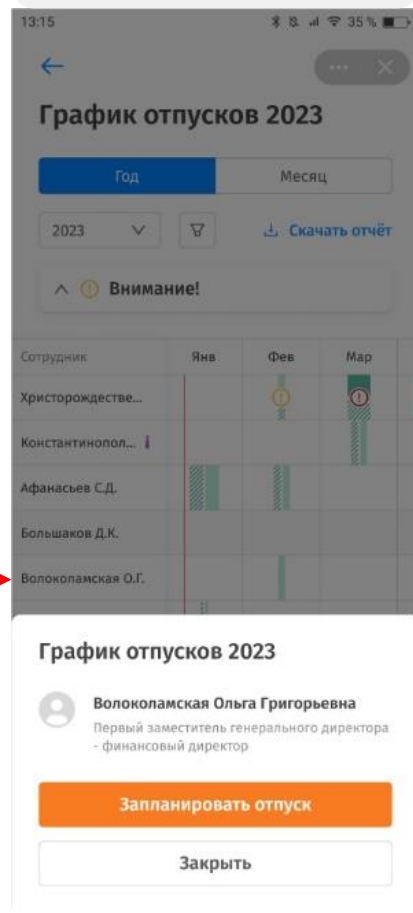 13:15 35 %
График отпусков 2023
Год Месяц
2023 Скачать отчёт
Внимание!
Сотрудник Янв Фев Мар
Христорождестве...
Константинопол...
Афанасьев С.Д.
Большаков Д.К.
Волоколамская О.Г.
График отпусков 2023
Волоколамская Ольга Григорьевна
Первый заместитель генерального директора
- финансовый директор
Запланировать отпуск
Закрыть